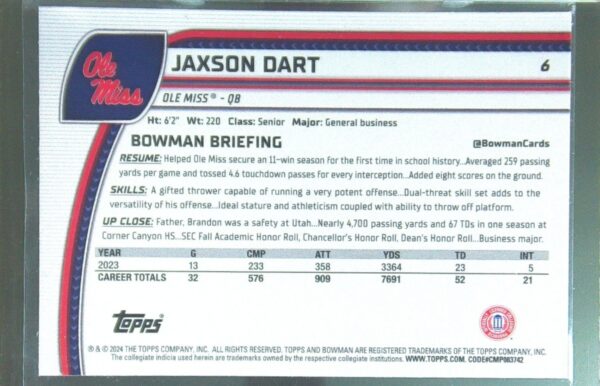 Ole
Miss
JAXSON DART
6
OLE MISS® - QB
Ht: 6'2" Wt: 220 Class: Senior Major: General business
BOWMAN BRIEFING
@BowmanCards
RESUME: Helped Ole Miss secure an 11-win season for the first time in school history...Averaged 259 passing
yards per game and tossed 4.6 touchdown passes for every interception...Added eight scores on the ground.
SKILLS: A gifted thrower capable of running a very potent offense...Dual-threat skill set adds to the
versatility of his offense...Ideal stature and athleticism coupled with ability to throw off platform.
UP CLOSE: Father, Brandon was a safety at Utah...Nearly 4,700 passing yards and 67 TDs in one season at
Corner Canyon HS...SEC Fall Academic Honor Roll, Chancellor's Honor Roll, Dean's Honor Roll...Business major.
YEAR G CMP ATT YDS TD INT
2023 13 233 358 3364 23 5
CAREER TOTALS 32 576 909 7691 52 21
Topps
® & © 2024 THE TOPPS COMPANY, INC. ALL RIGHTS RESERVED. TOPPS AND BOWMAN ARE REGISTERED TRADEMARKS OF THE TOPPS COMPANY, INC.
The collegiate indicia used herein are trademarks owned by the respective collegiate institutions. WWW.TOPPS.COM. CODE#CMP083742